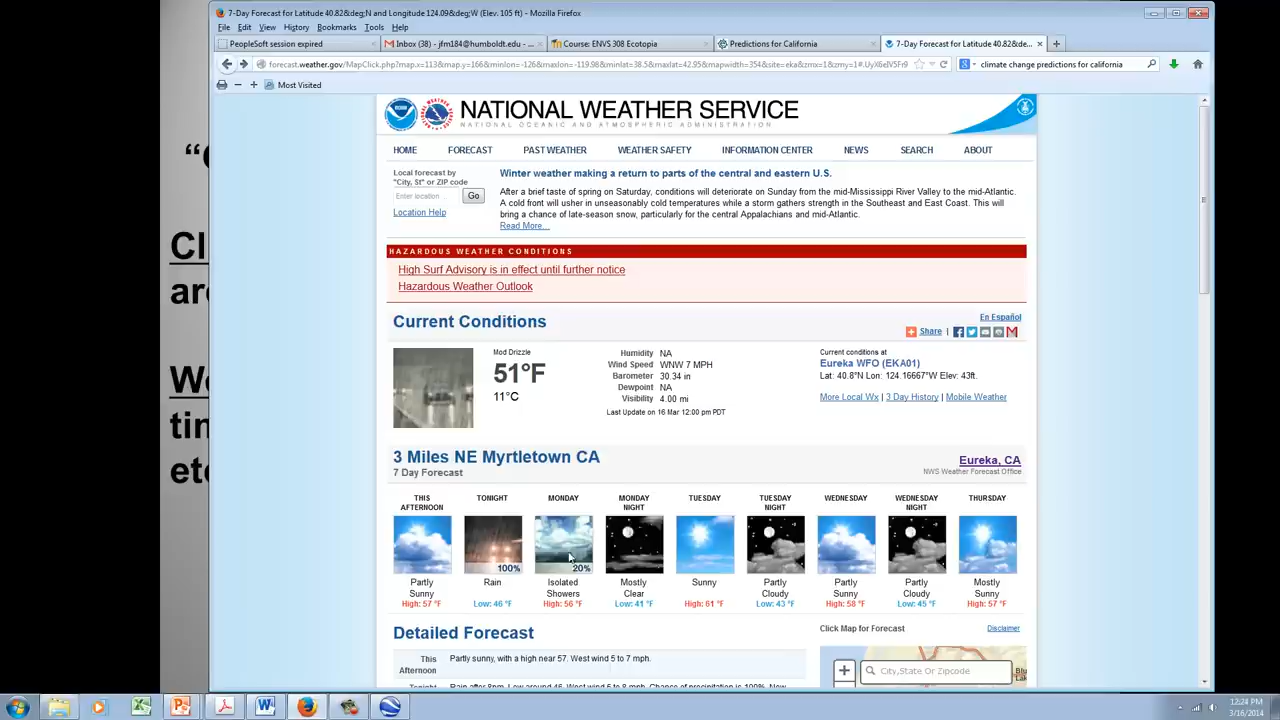 7-Day Forecast for Latitude 40.82&deg;N and Longitude 124.09&deg;W (Elev. 105 ft) - Mozilla Firefox
File Edit View History Bookmarks Tools Help
PeopleSoft session expired
Inbox (38) - jfm184@humboldt.edu - ...
Course: ENVS 308 Ecotopia
Predictions for California
7-Day Forecast for Latitude 40.82&de...
climate change predictions for california
Most Visited
NATIONAL WEATHER SERVICE
NATIONAL OCEANIC AND ATMOSPHERIC ADMINISTRATION
HOME FORECAST PAST WEATHER WEATHER SAFETY INFORMATION CENTER NEWS SEARCH ABOUT
Local forecast by
"City, St" or ZIP code
Enter location ...
Go
Location Help
Winter weather making a return to parts of the central and eastern U.S.
After a brief taste of spring on Saturday, conditions will deteriorate on Sunday from the mid-Mississippi River Valley to the mid-Atlantic.
A cold front will usher in unseasonably cold temperatures while a storm gathers strength in the Southeast and East Coast. This will
bring a chance of late-season snow, particularly for the central Appalachians and mid-Atlantic.
Read More...
HAZARDOUS WEATHER CONDITIONS
High Surf Advisory is in effect until further notice
Hazardous Weather Outlook
Current Conditions
En Español
Share |
Mod Drizzle
51°F
11°C
Humidity NA
Wind Speed WNW 7 MPH
Barometer 30.34 in
Dewpoint NA
Visibility 4.00 mi
Last Update on 16 Mar 12:00 pm PDT
Current conditions at
Eureka WFO (EKA01)
Lat: 40.8°N Lon: 124.16667°W Elev: 43ft.
More Local Wx | 3 Day History | Mobile Weather
3 Miles NE Myrtletown CA
7 Day Forecast
Eureka, CA
NWS Weather Forecast Office
THIS AFTERNOON
TONIGHT
MONDAY
MONDAY NIGHT
TUESDAY
TUESDAY NIGHT
WEDNESDAY
WEDNESDAY NIGHT
THURSDAY
100%
20%
Partly Sunny
Rain
Isolated Showers
Mostly Clear
Sunny
Partly Cloudy
Partly Sunny
Partly Cloudy
Mostly Sunny
High: 57 °F Low: 46 °F High: 56 °F Low: 41 °F High: 61 °F Low: 43 °F High: 58 °F Low: 45 °F High: 57 °F
Detailed Forecast
This Afternoon
Partly sunny, with a high near 57. West wind 5 to 7 mph.
Click Map for Forecast
Disclaimer
City,State Or Zipcode
12:24 PM
3/16/2014